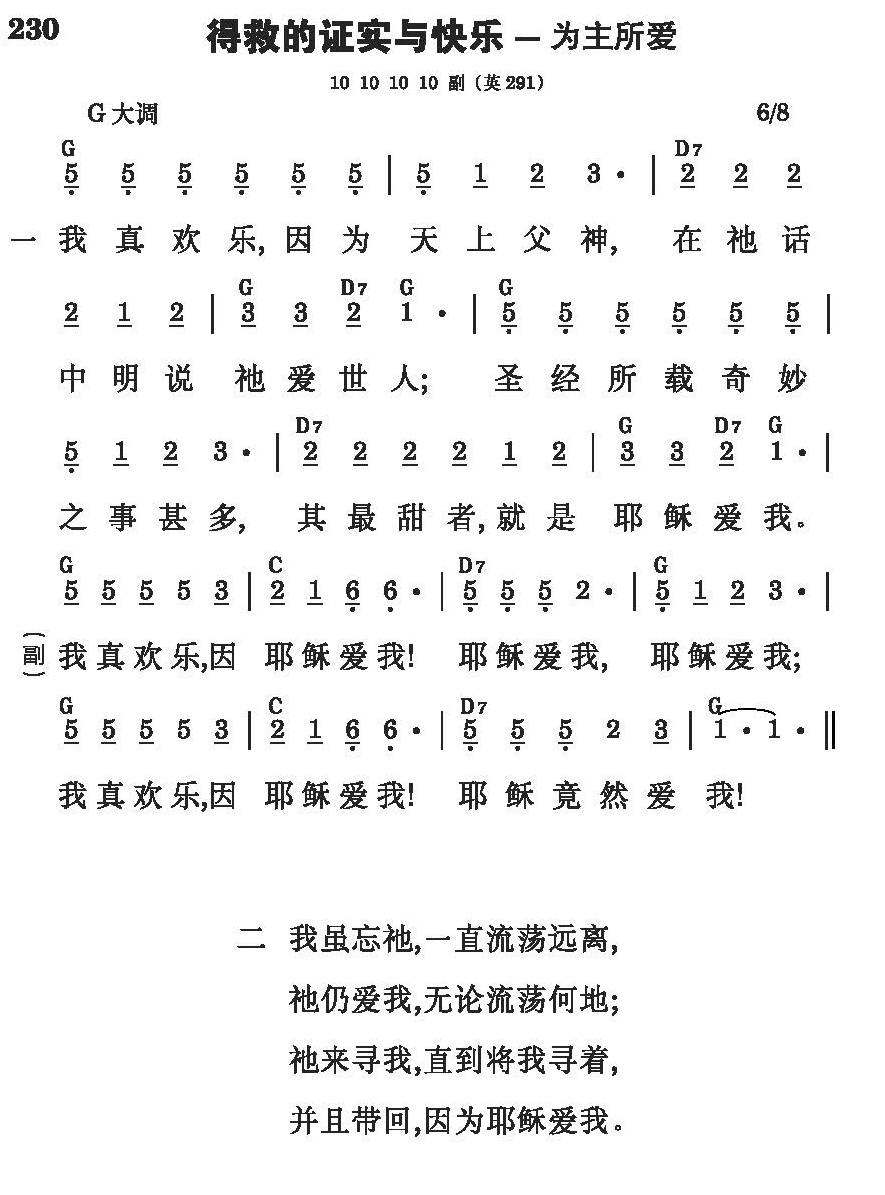 230 得救的证实与快乐 — 为主所爱
10 10 10 10 副（英291）
G大调 6/8
G D7
5 5 5 5 5 5 | 5 1 2 3 · | 2 2 2
一 我真欢乐,因为天上父神,在祂话
G D7 G G
2 1 2 | 3 3 2 1 · | 5 5 5 5 5 5 |
中明说祂爱世人;圣经所载奇妙
D7 G D7 G
5 1 2 3 · | 2 2 2 2 1 2 | 3 3 2 1 · |
之事甚多,其最甜者,就是耶稣爱我。
G C D7 G
5 5 5 5 3 | 2 1 6 6 · | 5 5 5 2 · | 5 1 2 3 · |
(副) 我真欢乐,因耶稣爱我!耶稣爱我,耶稣爱我;
G C D7 G
5 5 5 5 3 | 2 1 6 6 · | 5 5 5 2 3 | 1 · 1 · ‖
我真欢乐,因耶稣爱我!耶稣竟然爱我!
二 我虽忘祂,一直流荡远离,
祂仍爱我,无论流荡何地;
祂来寻我,直到将我寻着,
并且带回,因为耶稣爱我。